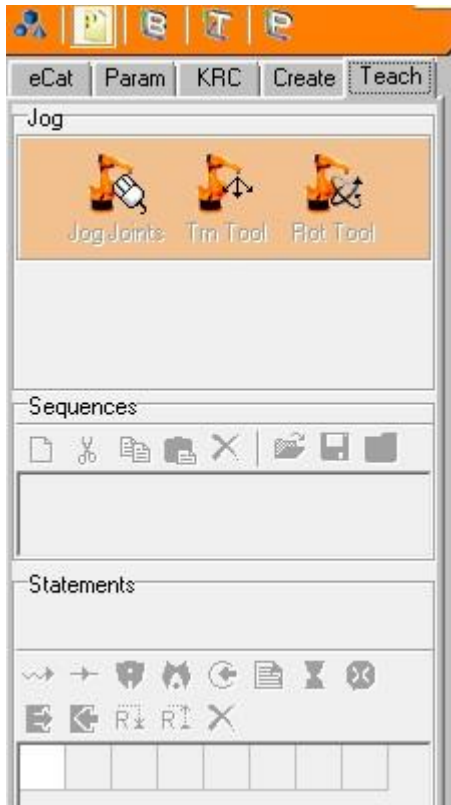 B T P
eCat Param KRC Create Teach
Jog
Jog Joints Trn Tool Rot Tool
Sequences
Statements
R R